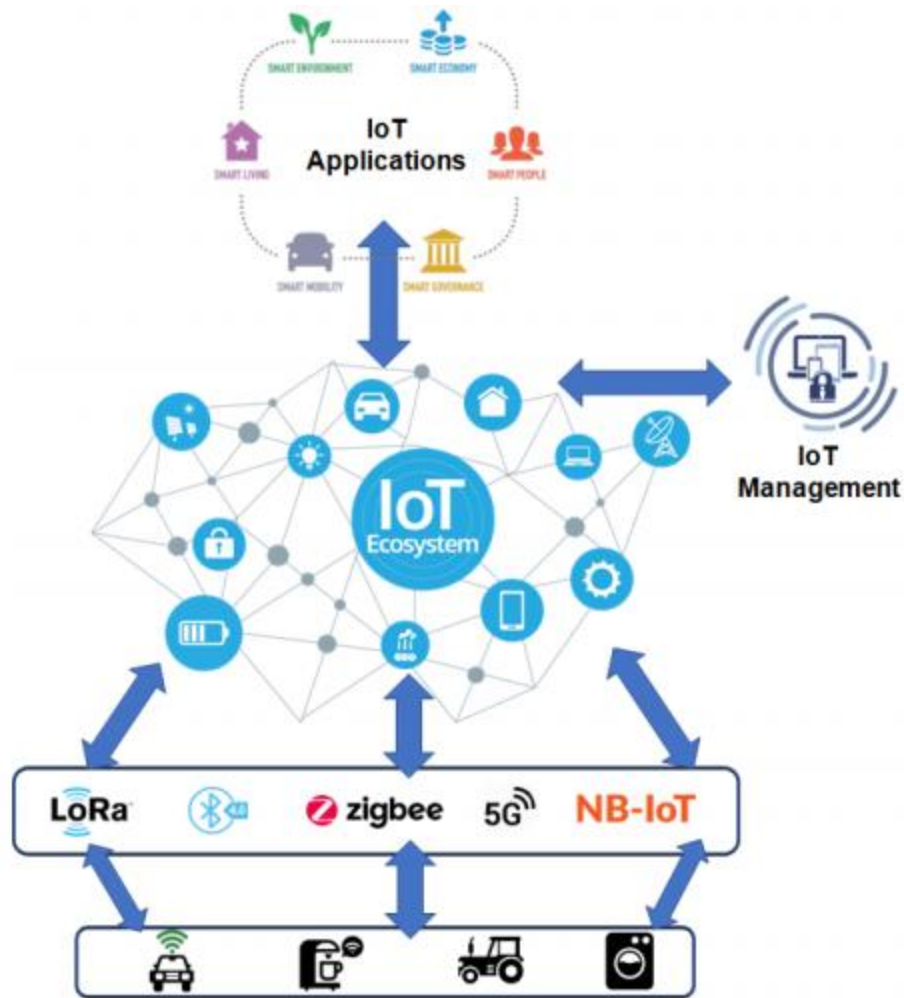 SMART ENVIRONMENT
SMART ECONOMY
IoT
Applications
SMART LIVING
SMART PEOPLE
SMART MOBILITY
SMART GOVERNANCE
IoT
Management
IoT
Ecosystem
LoRa
zigbee
5G
NB-IoT